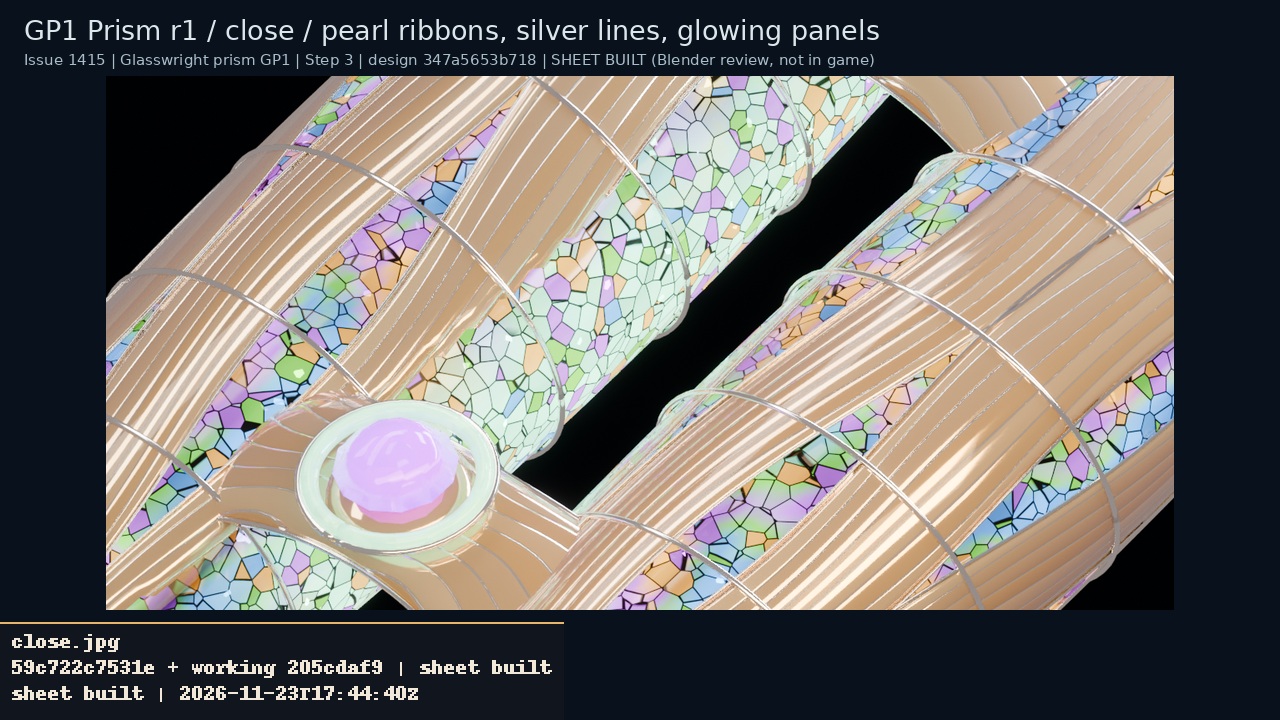 GP1 Prism r1 / close / pearl ribbons, silver lines, glowing panels
Issue 1415 | Glasswright prism GP1 | Step 3 | design 347a5653b718 | SHEET BUILT (Blender review, not in game)
close.jpg
59c722c7531e + working 205cdaf9 | sheet built
sheet built | 2026-11-23T17:44:40Z